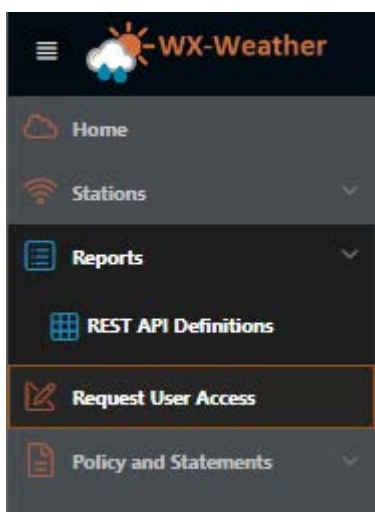 WX-Weather
Home
Stations
Reports
REST API Definitions
Request User Access
Policy and Statements